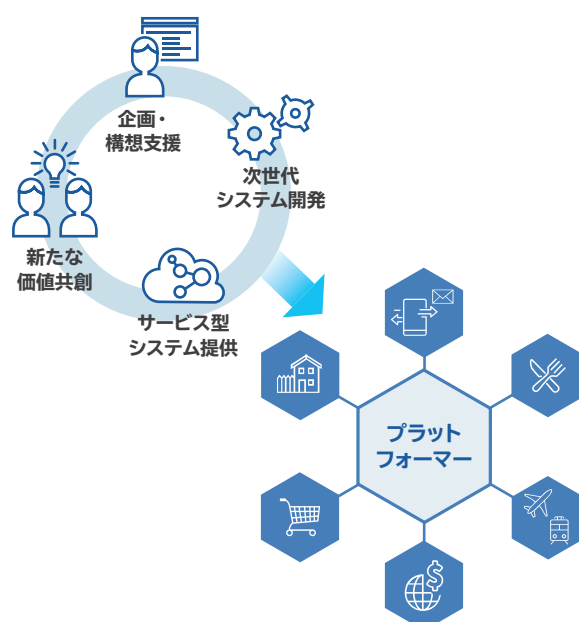 企画・
構想支援
次世代
システム開発
新たな
価値共創
サービス型
システム提供
プラット
フォーマー